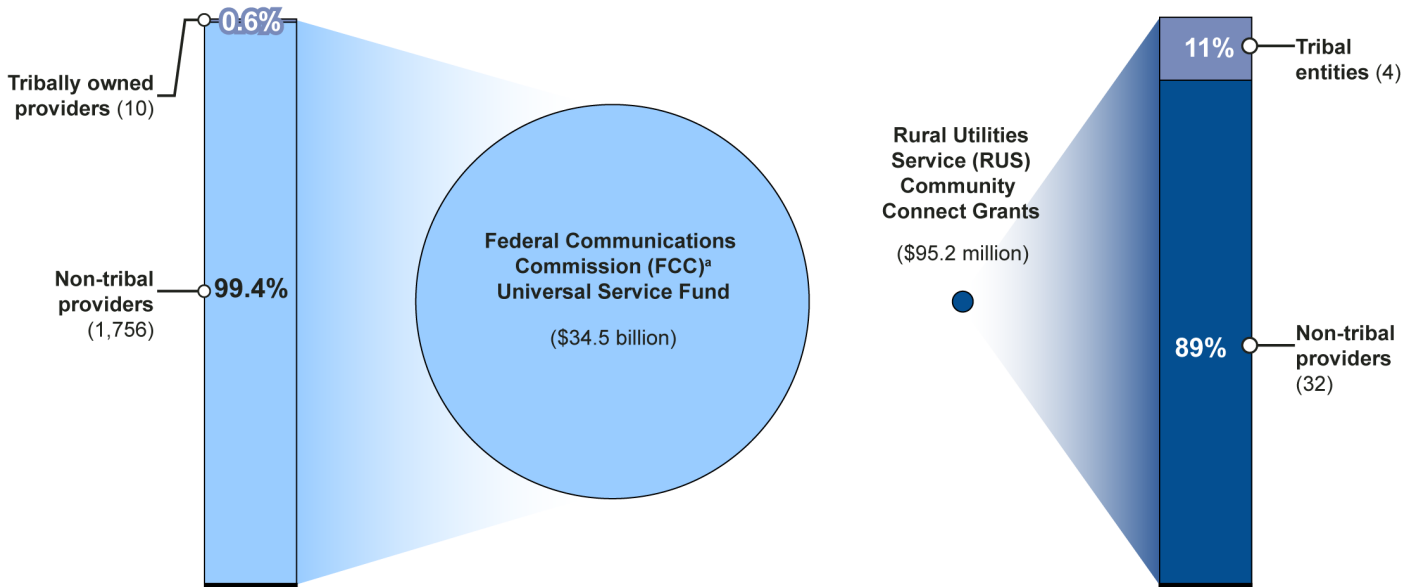 0.6%
Tribally owned
providers (10)
Non-tribal
providers
(1,756)
99.4%
Federal Communications
Commission (FCC)ᵃ
Universal Service Fund
($34.5 billion)
Rural Utilities
Service (RUS)
Community
Connect Grants
($95.2 million)
11%
Tribal
entities (4)
89%
Non-tribal
providers
(32)